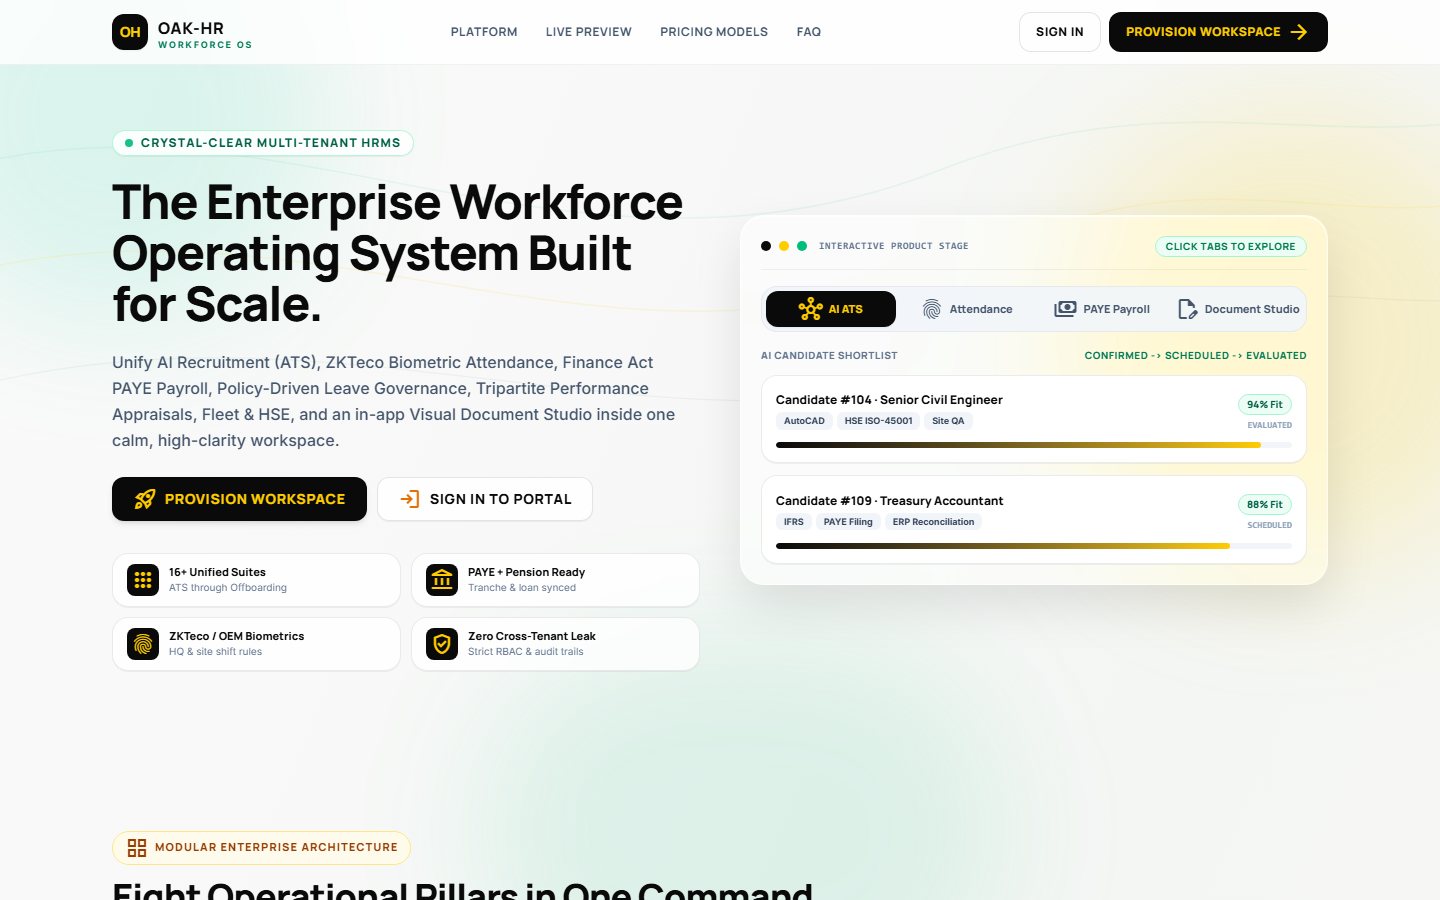 OH
OAK-HR
WORKFORCE OS
PLATFORM
LIVE PREVIEW
PRICING MODELS
FAQ
SIGN IN
PROVISION WORKSPACE
CRYSTAL-CLEAR MULTI-TENANT HRMS
The Enterprise Workforce
Operating System Built
for Scale.
Unify AI Recruitment (ATS), ZKTeco Biometric Attendance, Finance Act
PAYE Payroll, Policy-Driven Leave Governance, Tripartite Performance
Appraisals, Fleet & HSE, and an in-app Visual Document Studio inside one
calm, high-clarity workspace.
PROVISION WORKSPACE
SIGN IN TO PORTAL
16+ Unified Suites
ATS through Offboarding
PAYE + Pension Ready
Tranche & loan synced
ZKTeco / OEM Biometrics
HQ & site shift rules
Zero Cross-Tenant Leak
Strict RBAC & audit trails
INTERACTIVE PRODUCT STAGE
CLICK TABS TO EXPLORE
AI ATS
Attendance
PAYE Payroll
Document Studio
AI CANDIDATE SHORTLIST
CONFIRMED -> SCHEDULED -> EVALUATED
Candidate #104 · Senior Civil Engineer
AutoCAD
HSE ISO-45001
Site QA
94% Fit
EVALUATED
Candidate #109 · Treasury Accountant
IFRS
PAYE Filing
ERP Reconciliation
88% Fit
SCHEDULED
MODULAR ENTERPRISE ARCHITECTURE
Eight Operational Pillars in One Command